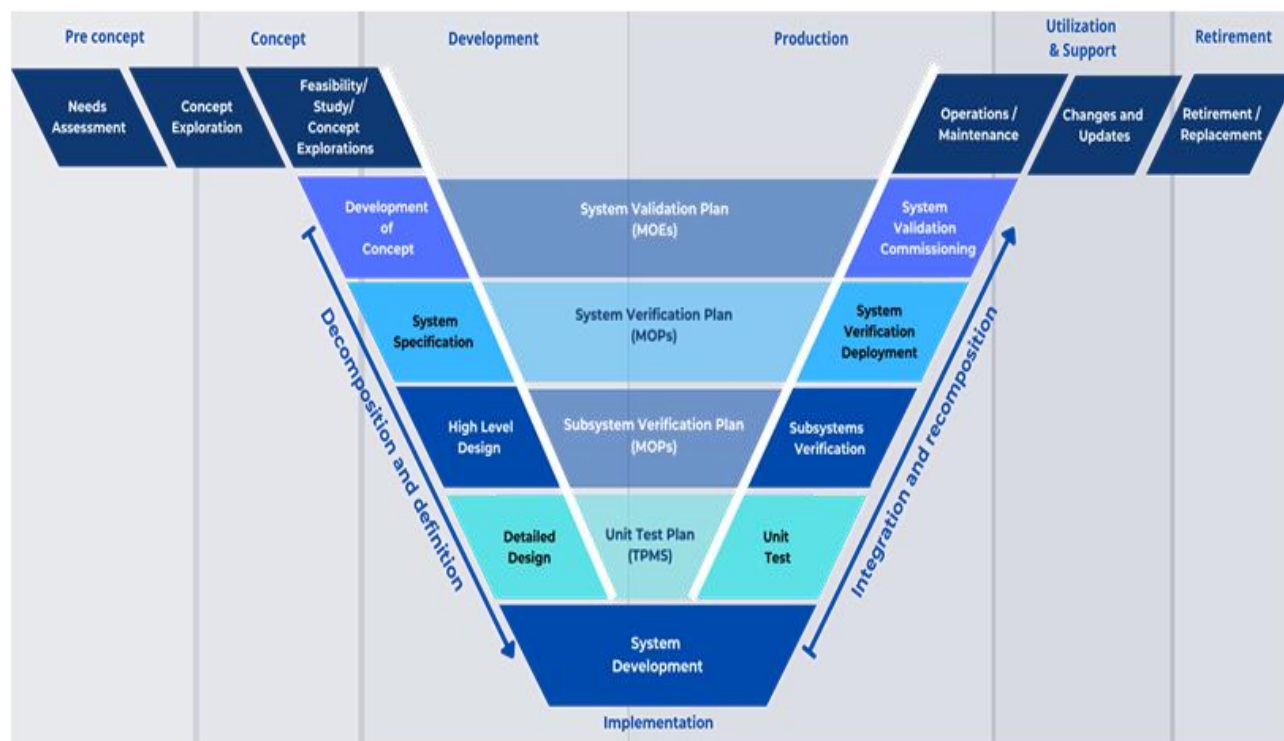 Pre concept
Concept
Development
Production
Utilization
& Support
Retirement
Needs
Assessment
Concept
Exploration
Feasibility/
Study/
Concept
Explorations
Operations /
Maintenance
Changes and
Updates
Retirement /
Replacement
Development
of
Concept
System Validation Plan
(MOEs)
System
Validation
Commissioning
System
Specification
System Verification Plan
(MOPs)
System
Verification
Deployment
High Level
Design
Subsystem Verification Plan
(MOPs)
Subsystems
Verification
Detailed
Design
Unit Test Plan
(TPMS)
Unit
Test
Decomposition and definition
Integration and recomposition
System
Development
Implementation